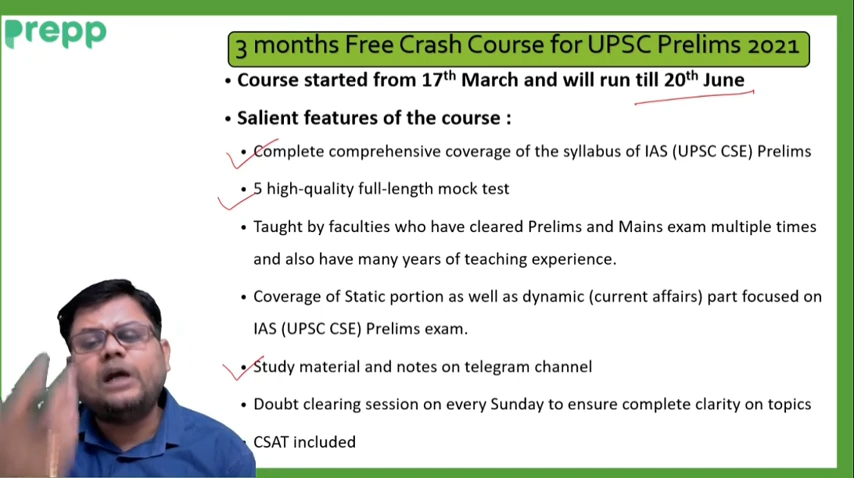 Prepp
3 months Free Crash Course for UPSC Prelims 2021
• Course started from 17th March and will run till 20th June
• Salient features of the course :
• Complete comprehensive coverage of the syllabus of IAS (UPSC CSE) Prelims
• 5 high-quality full-length mock test
• Taught by faculties who have cleared Prelims and Mains exam multiple times
and also have many years of teaching experience.
• Coverage of Static portion as well as dynamic (current affairs) part focused on
IAS (UPSC CSE) Prelims exam.
• Study material and notes on telegram channel
• Doubt clearing session on every Sunday to ensure complete clarity on topics
• CSAT included